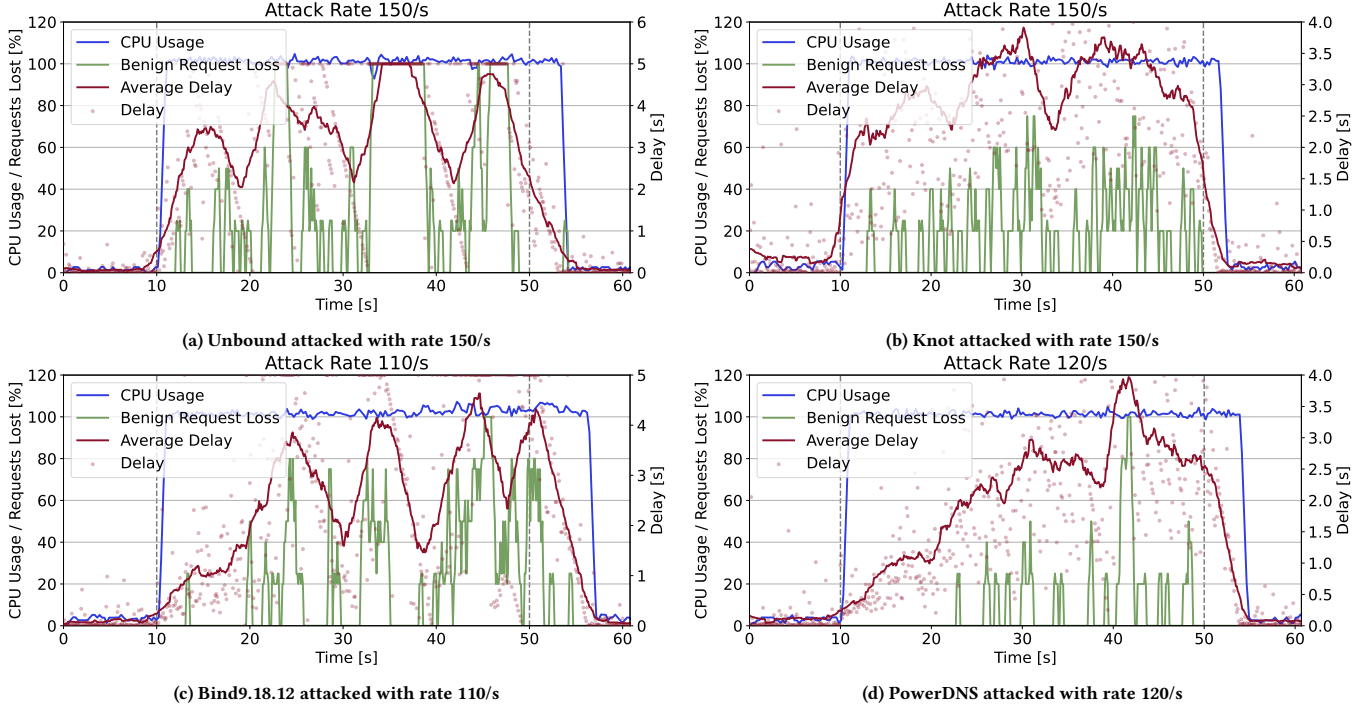 Attack Rate 150/s
CPU Usage / Requests Lost [%]
120
100
80
60
40
20
0
CPU Usage
Benign Request Loss
Average Delay
Delay
6
5
4
3
2
1
0
Delay [s]
0 10 20 30 40 50 60
Time [s]
(a) Unbound attacked with rate 150/s
Attack Rate 150/s
CPU Usage / Requests Lost [%]
120
100
80
60
40
20
0
CPU Usage
Benign Request Loss
Average Delay
Delay
4.0
3.5
3.0
2.5
2.0
1.5
1.0
0.5
0.0
Delay [s]
0 10 20 30 40 50 60
Time [s]
(b) Knot attacked with rate 150/s
Attack Rate 110/s
CPU Usage / Requests Lost [%]
120
100
80
60
40
20
0
CPU Usage
Benign Request Loss
Average Delay
Delay
5
4
3
2
1
0
Delay [s]
0 10 20 30 40 50 60
Time [s]
(c) Bind9.18.12 attacked with rate 110/s
Attack Rate 120/s
CPU Usage / Requests Lost [%]
120
100
80
60
40
20
0
CPU Usage
Benign Request Loss
Average Delay
Delay
4.0
3.5
3.0
2.5
2.0
1.5
1.0
0.5
0.0
Delay [s]
0 10 20 30 40 50 60
Time [s]
(d) PowerDNS attacked with rate 120/s